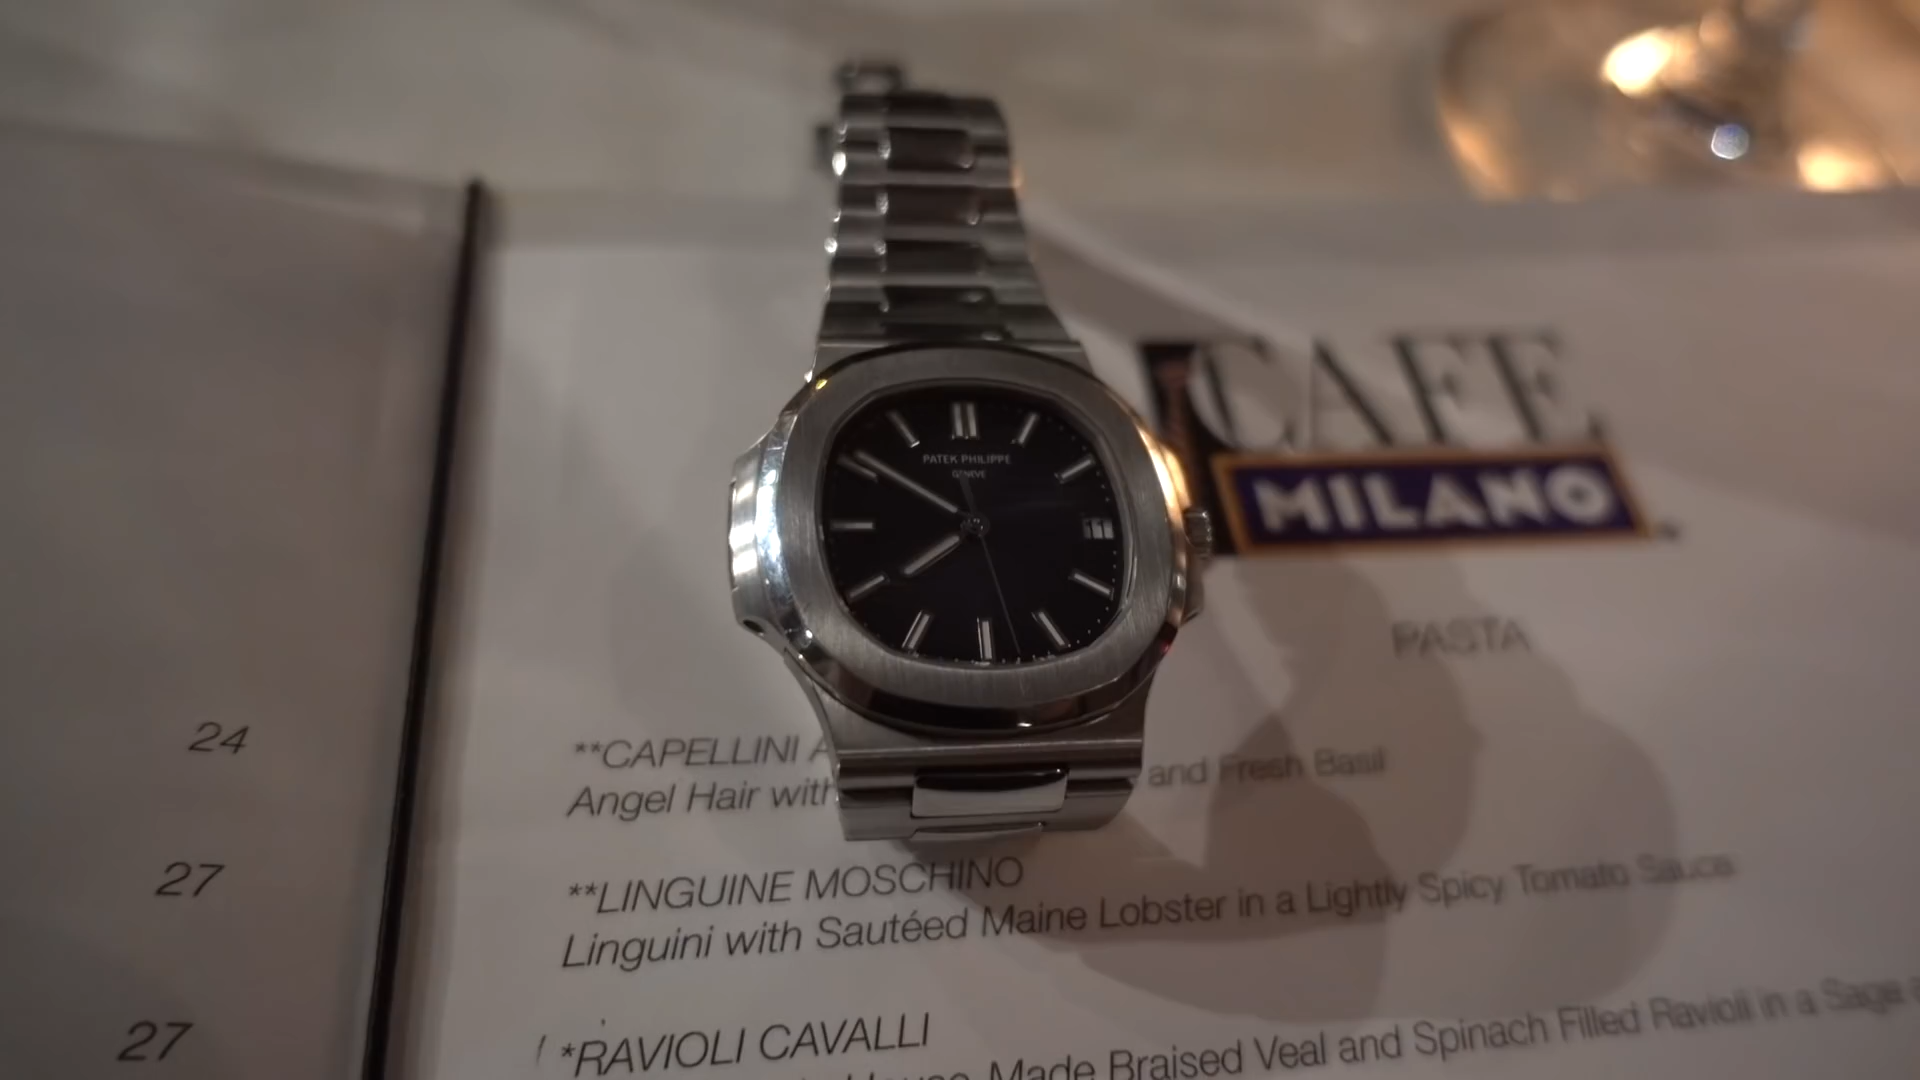 PATEK PHILIPPE
GENEVE
11
CAFE
MILANO
PASTA
24
**CAPELLINI
Angel Hair with and Fresh Basil
27
**LINGUINE MOSCHINO
Linguini with Sautéed Maine Lobster in a Lightly Spicy Tomato Sauce
27
*RAVIOLI CAVALLI
Made Braised Veal and Spinach Filled Ravioli in a Sage